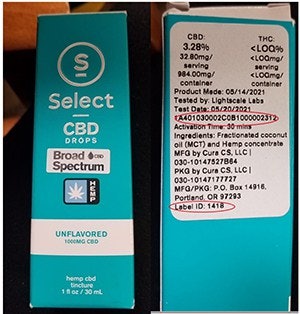 S
Select
CBD
DROPS
Broad CBD
Spectrum
HEMP
UNFLAVORED
1000MG CBD
hemp cbd
tincture
1 fl oz / 30 mL
CBD: THC:
3.28% <LOQ%
32.80mg/ <LOQmg/
serving serving
984.00mg/ <LOQmg/
container container
Product Made: 05/14/2021
Tested by: Lightscale Labs
Test Date: 05/20/2021
1A401030002C0B1000002312
Activation Time: 30 mins
Ingredients: Fractionated coconut
oil (MCT) and Hemp concentrate
MFG by Cura CS, LLC |
030-10147527B64
PKG by Cura CS, LLC |
030-10147177727
MFG/PKG: P.O. Box 14916,
Portland, OR 97293
Label ID: 1418